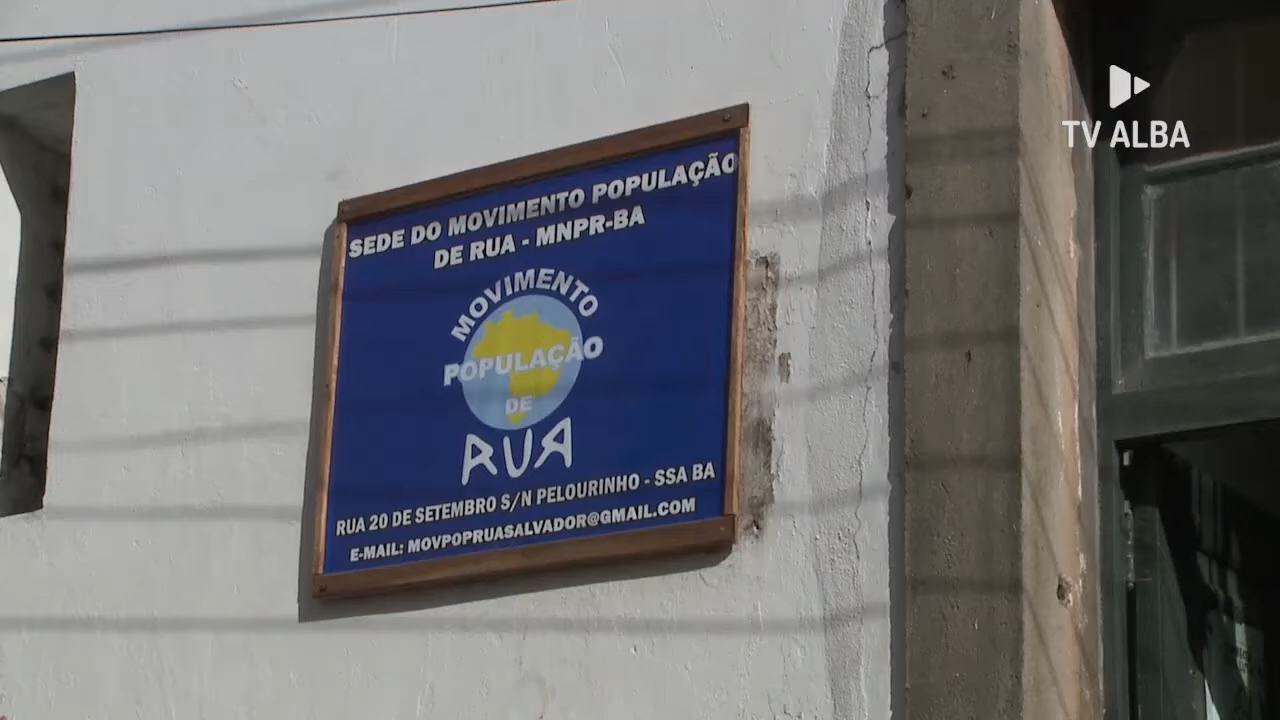 TV ALBA
SEDE DO MOVIMENTO POPULAÇÃO
DE RUA - MNPR-BA
MOVIMENTO
POPULAÇÃO
DE
RUA
RUA 20 DE SETEMBRO S/N PELOURINHO - SSA BA
E-MAIL: MOVPOPRUASALVADOR@GMAIL.COM